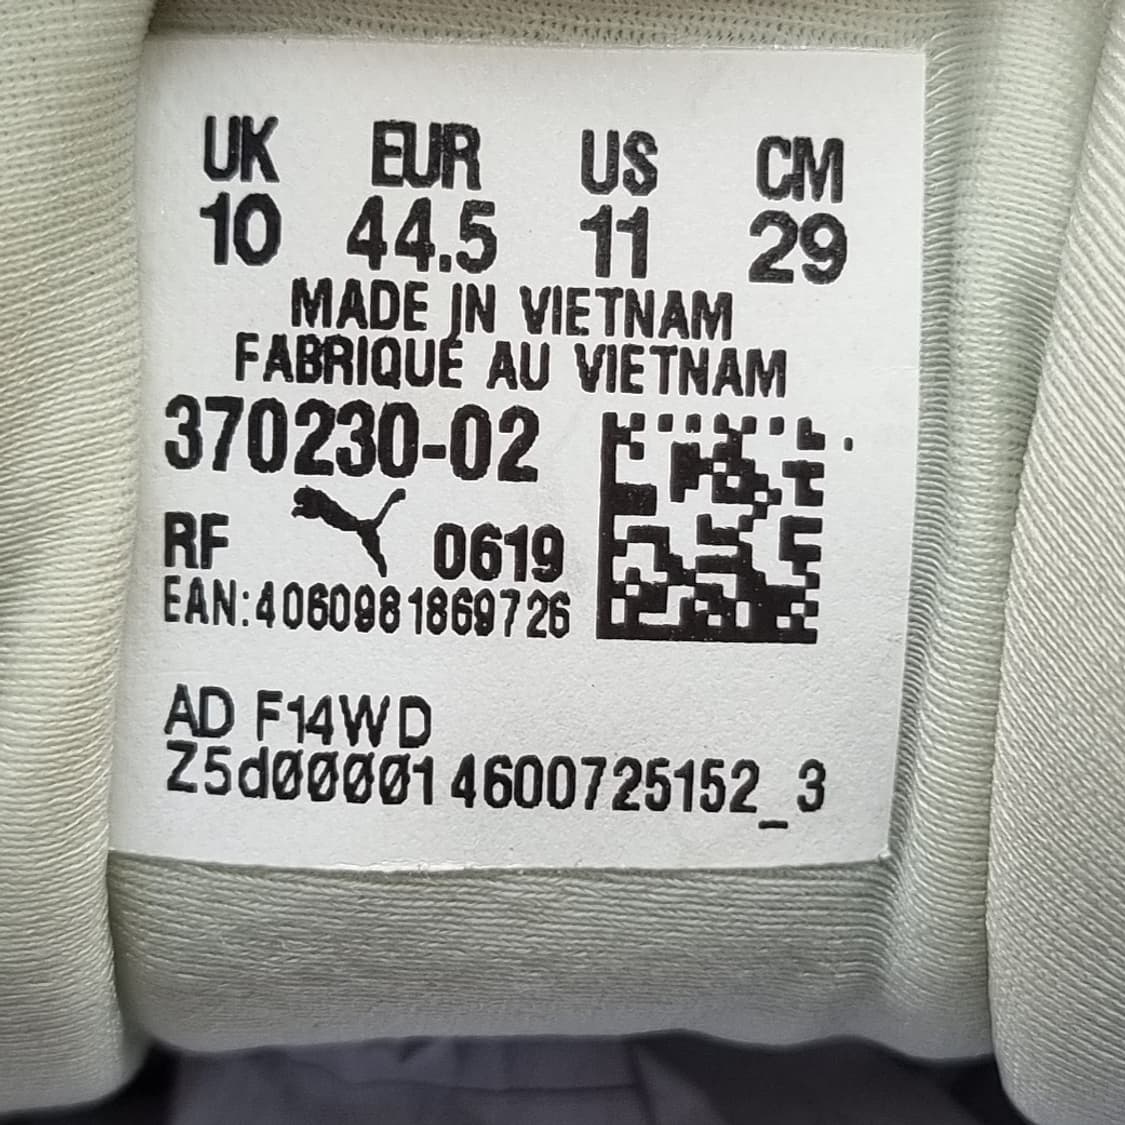 UK EUR US CM
10 44.5 11 29
MADE IN VIETNAM
FABRIQUÉ AU VIETNAM
370230-02
RF 0619
EAN:4060981869726
AD F14WD
Z5d000014600725152_3